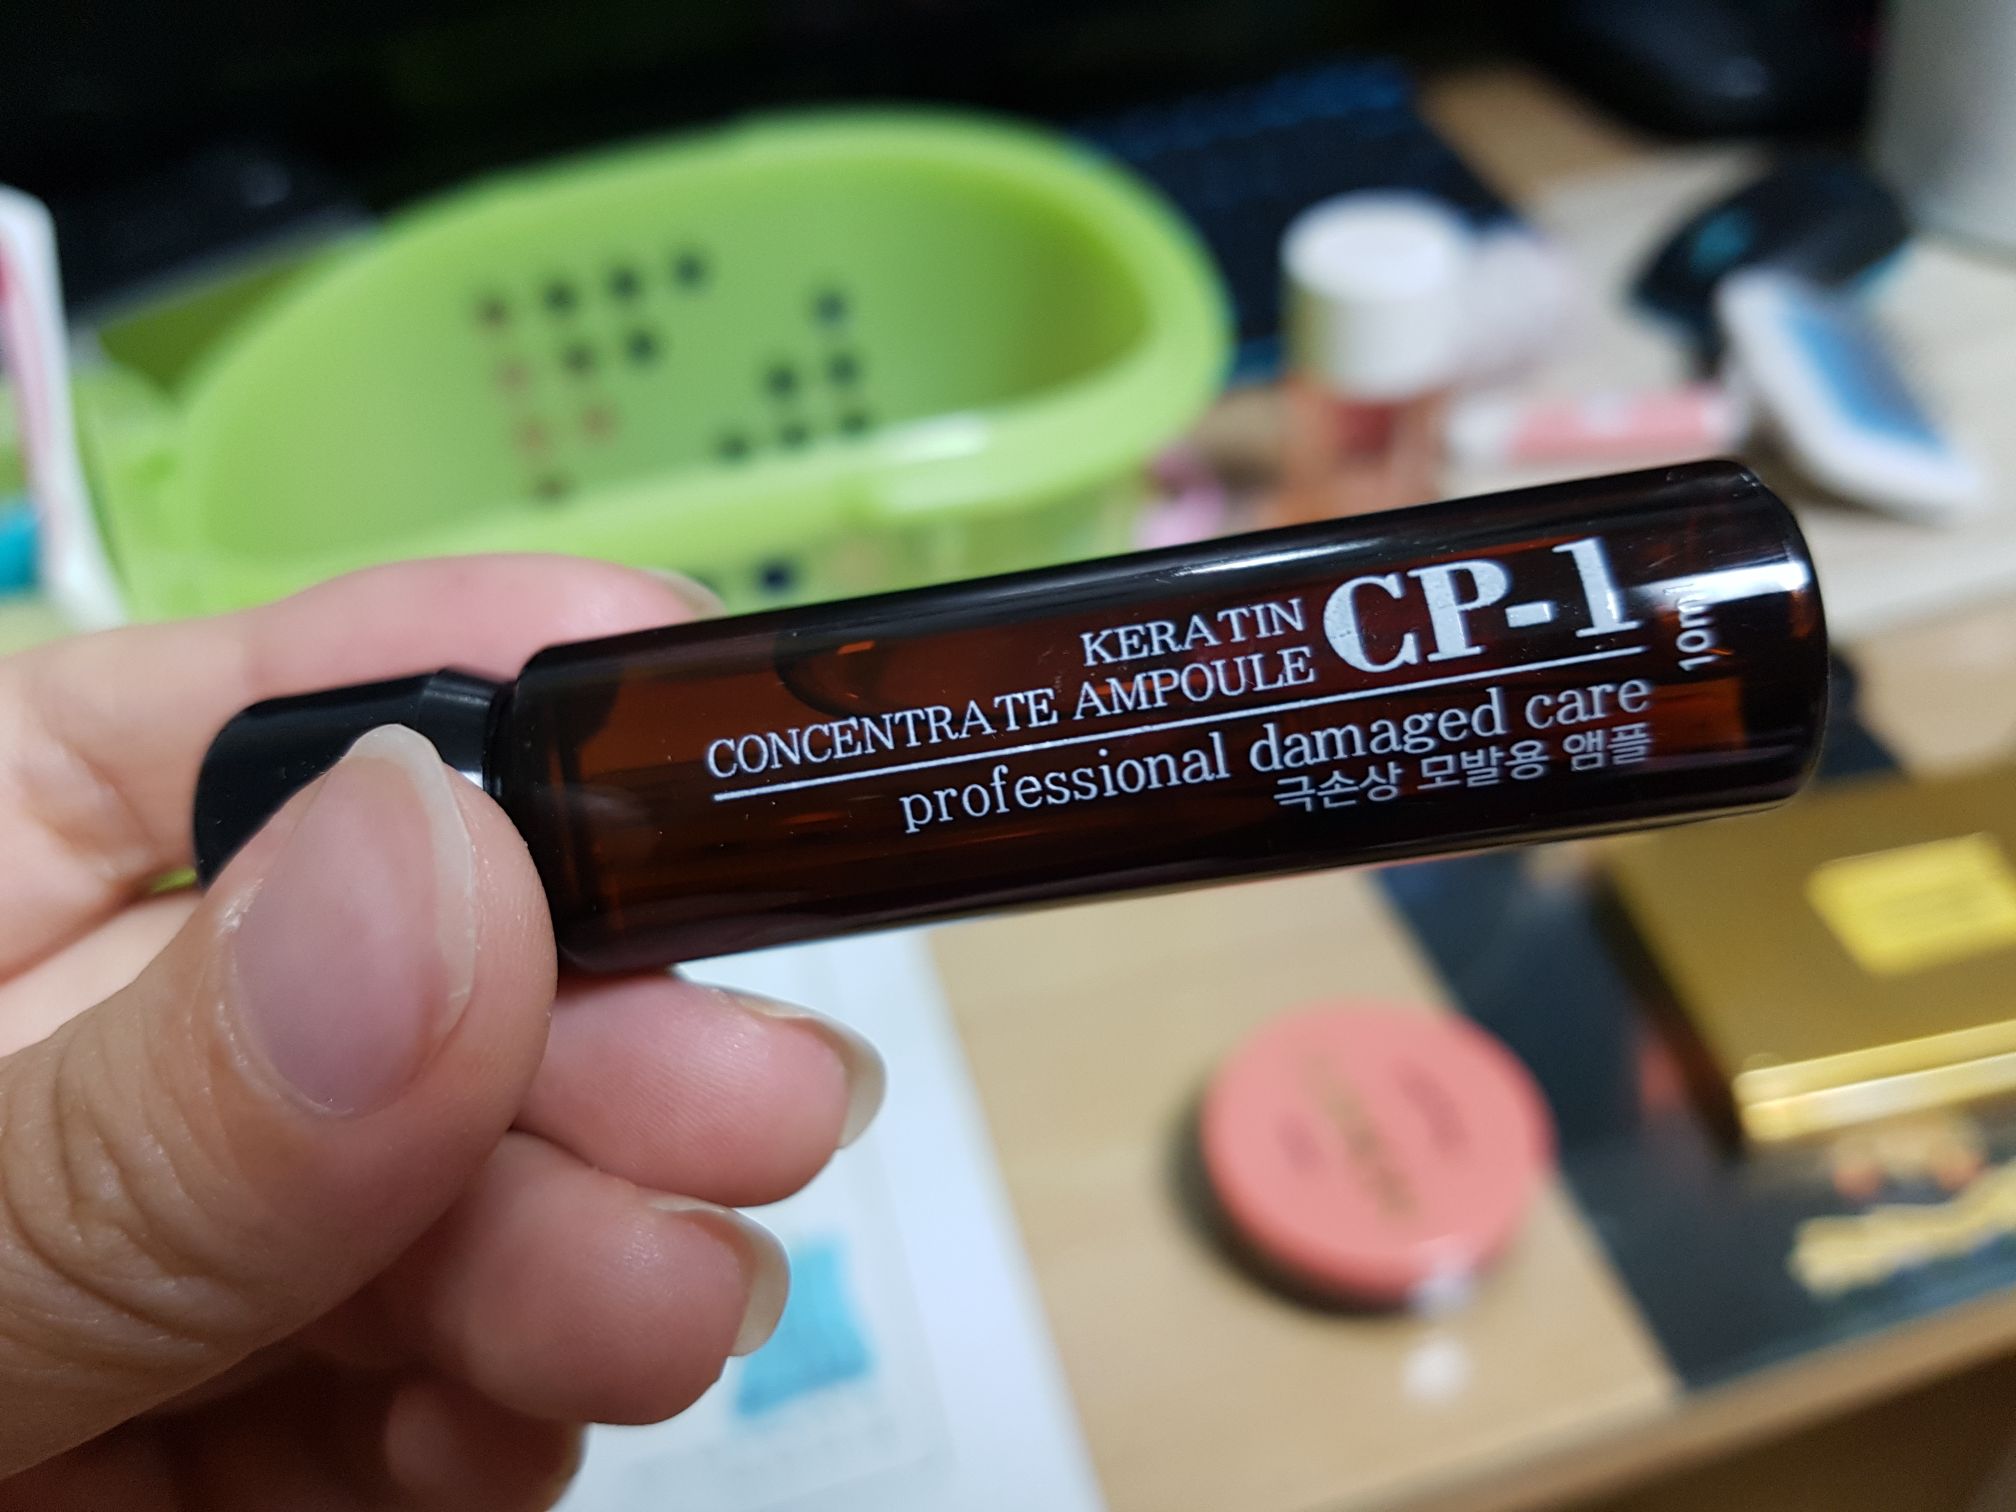 KERATIN
CONCENTRATE AMPOULE
CP-1
professional damaged care
극손상 모발용 앰플
10ml